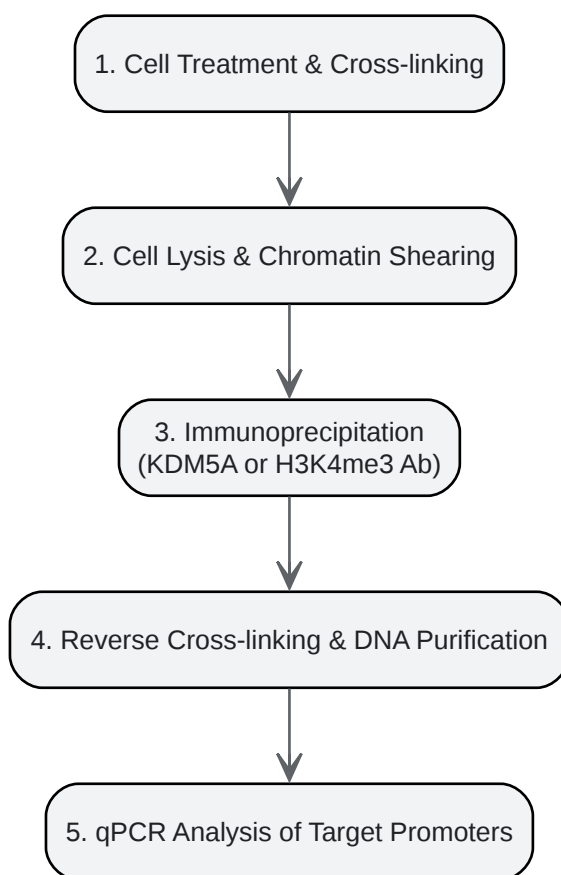 1. Cell Treatment & Cross-linking
2. Cell Lysis & Chromatin Shearing
3. Immunoprecipitation
(KDM5A or H3K4me3 Ab)
4. Reverse Cross-linking & DNA Purification
5. qPCR Analysis of Target Promoters